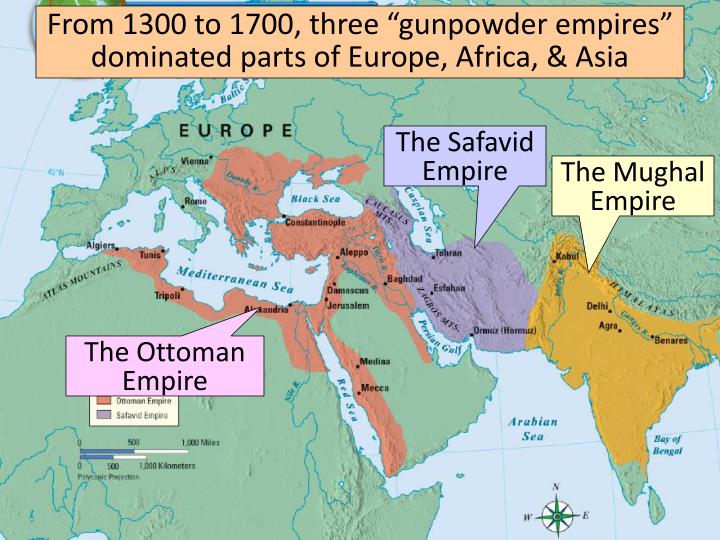 From 1300 to 1700, three “gunpowder empires”
dominated parts of Europe, Africa, & Asia
Baltic S
EUROPE
The Safavid
Empire
The Mughal
Empire
Vienna
ALPS
45°N
Danube R.
Rome
Black Sea
CAUCASUS
MTS.
Caspian Sea
Constantinople
Algiers
Tunis
Aleppo
Tigris R.
Euphrates R.
Tehran
Kabul
Indus R.
HIMALAYAS
ATLAS MOUNTAINS
Mediterranean Sea
Baghdad
Esfahan
ZAGROS MTS.
Damascus
Jerusalem
Tripoli
Alexandria
Delhi
Ganges R.
Agra
Benares
Persian Gulf
Ormuz (Hormuz)
The Ottoman
Empire
Medina
Mecca
Nile R.
Red Sea
Ottoman Empire
Safavid Empire
Arabian
Sea
Bay of
Bengal
0 500 1,000 Miles
0 500 1,000 Kilometers
Polyconic Projection
N
W E